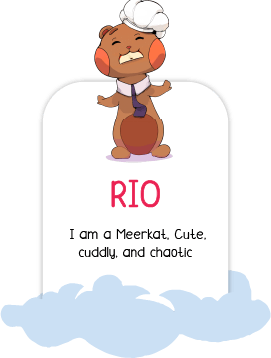 RIO
I am a Meerkat, Cute,
cuddly, and chaotic